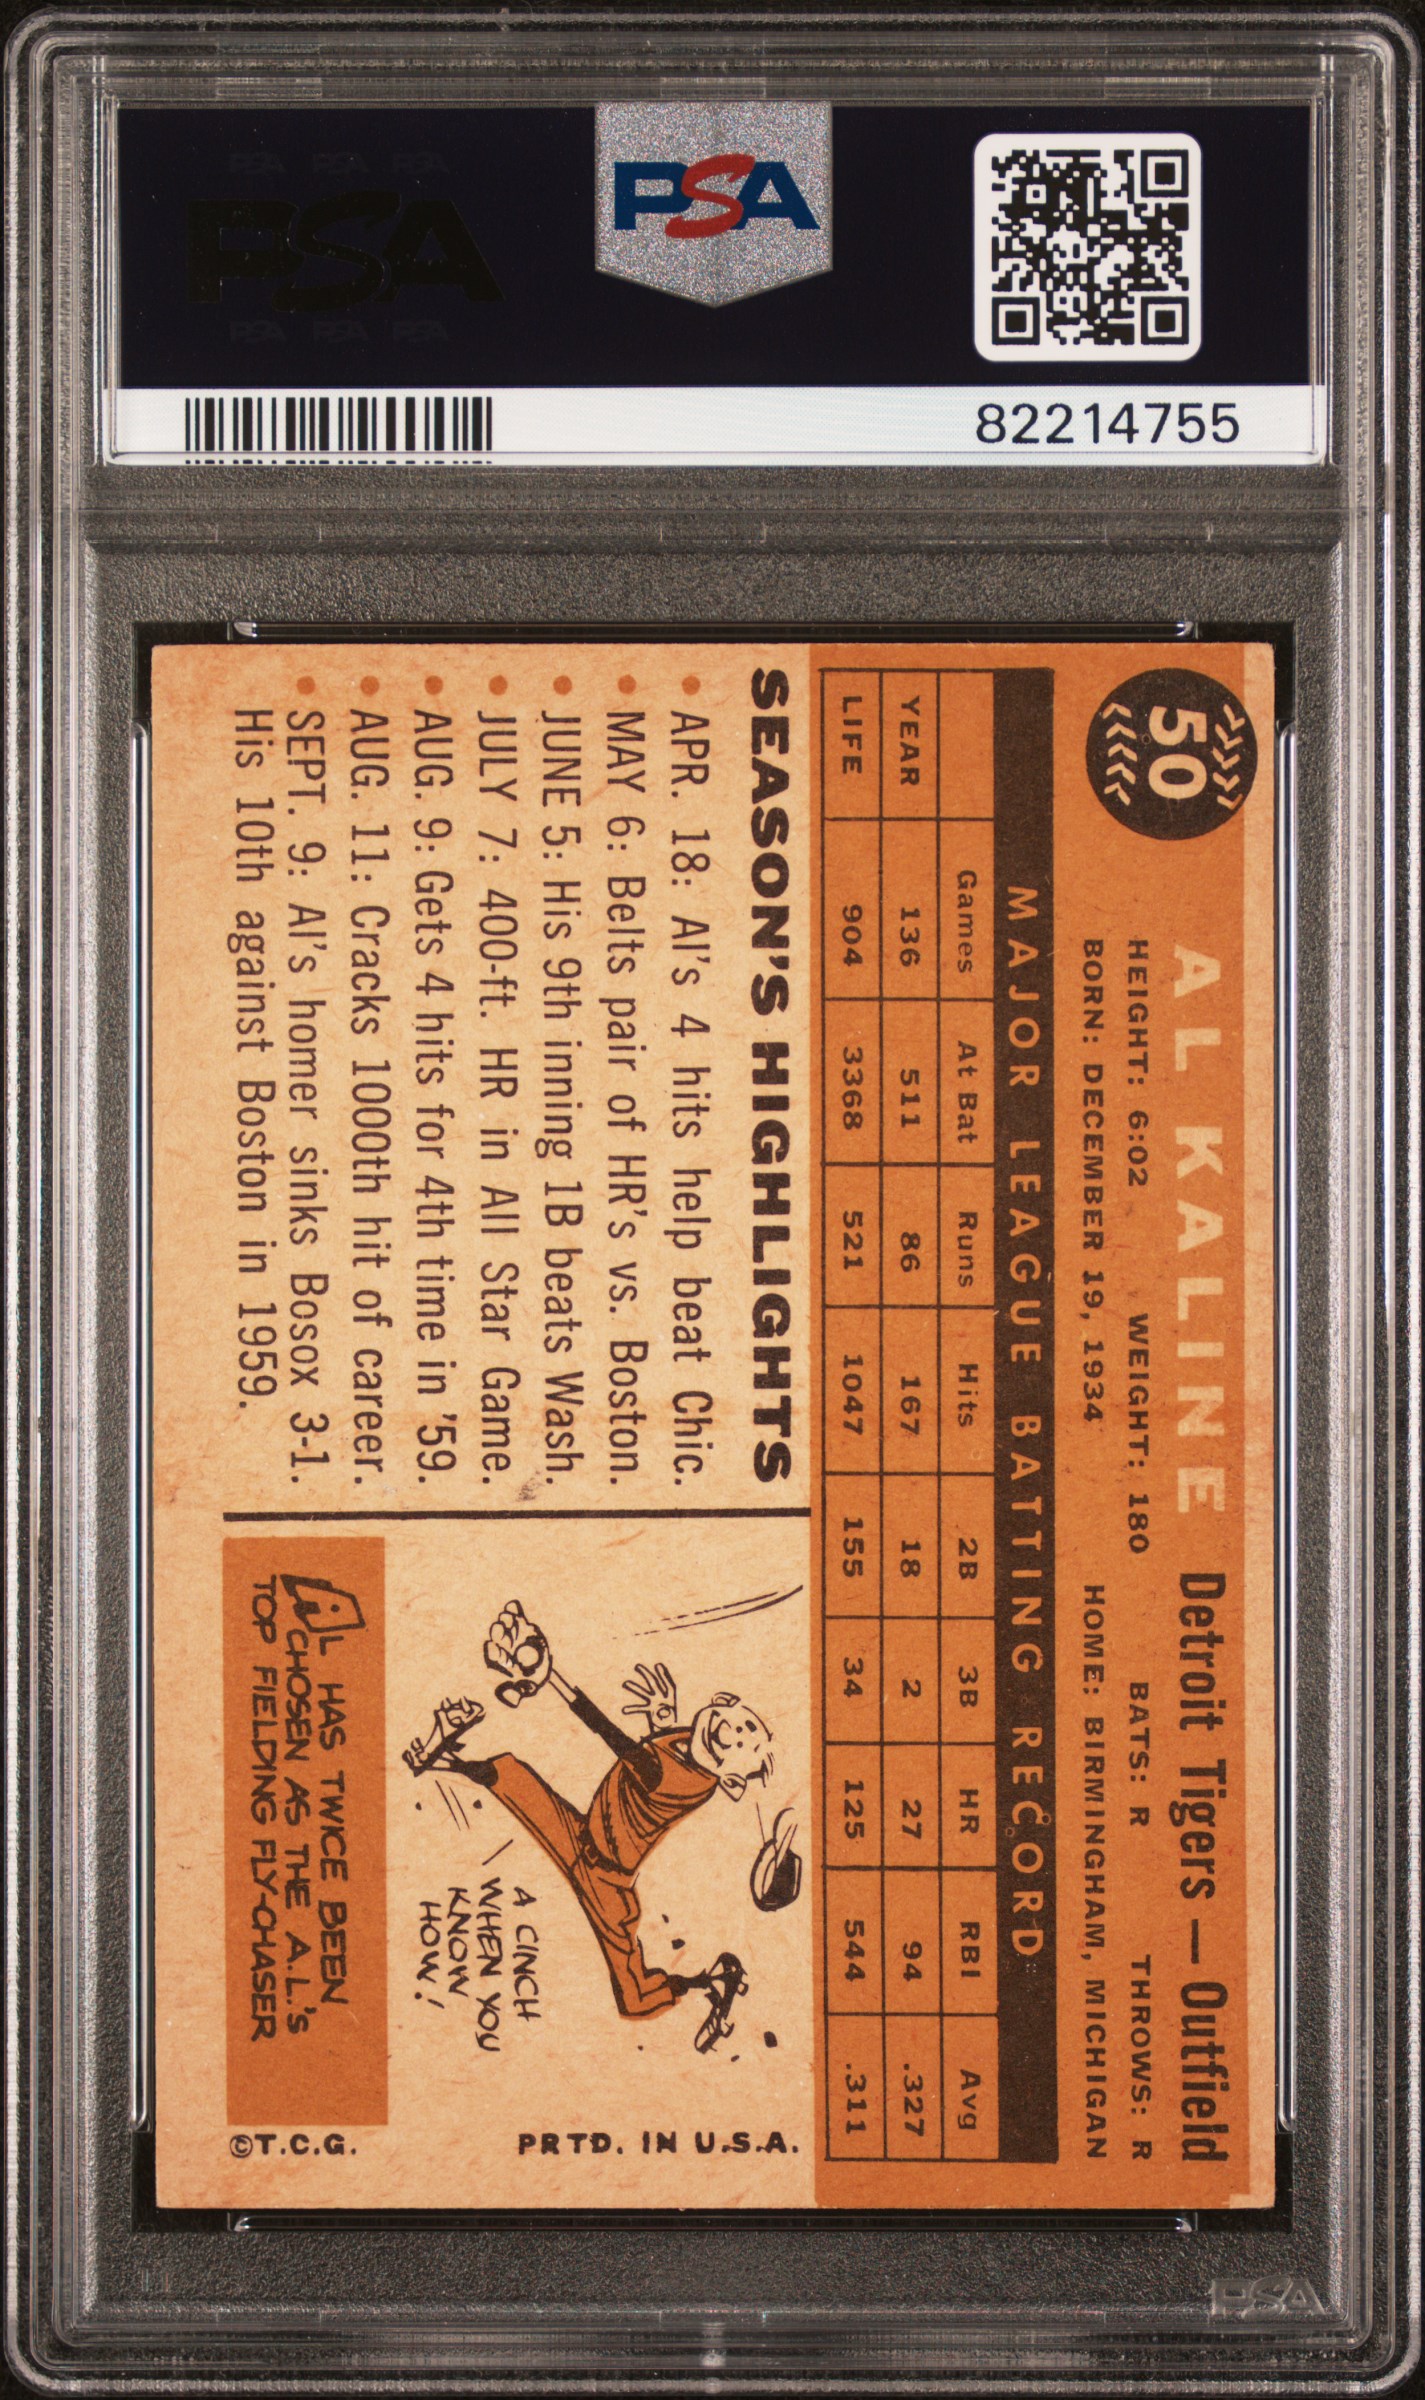 PSA
PSA PSA PSA
PSA
PSA PSA PSA
82214755
50
AL KALINE Detroit Tigers — Outfield
HEIGHT: 6:02 WEIGHT: 180 BATS: R THROWS: R
BORN: DECEMBER 19, 1934 HOME: BIRMINGHAM, MICHIGAN
MAJOR LEAGUE BATTING RECORD
Games At Bat Runs Hits 2B 3B HR RBI Avg
YEAR 136 511 86 167 18 2 27 94 .327
LIFE 904 3368 521 1047 155 34 125 544 .311
SEASON'S HIGHLIGHTS
• APR. 18: Al's 4 hits help beat Chic.
• MAY 6: Belts pair of HR's vs. Boston.
• JUNE 5: His 9th inning 1B beats Wash.
• JULY 7: 400-ft. HR in All Star Game.
• AUG. 9: Gets 4 hits for 4th time in '59.
• AUG. 11: Cracks 1000th hit of career.
• SEPT. 9: Al's homer sinks Bosox 3-1.
His 10th against Boston in 1959.
A CINCH
WHEN YOU
KNOW
HOW!
AL HAS TWICE BEEN
CHOSEN AS THE A.L.'S
TOP FIELDING FLY-CHASER
PRTD. IN U.S.A.
©T.C.G.
PSA